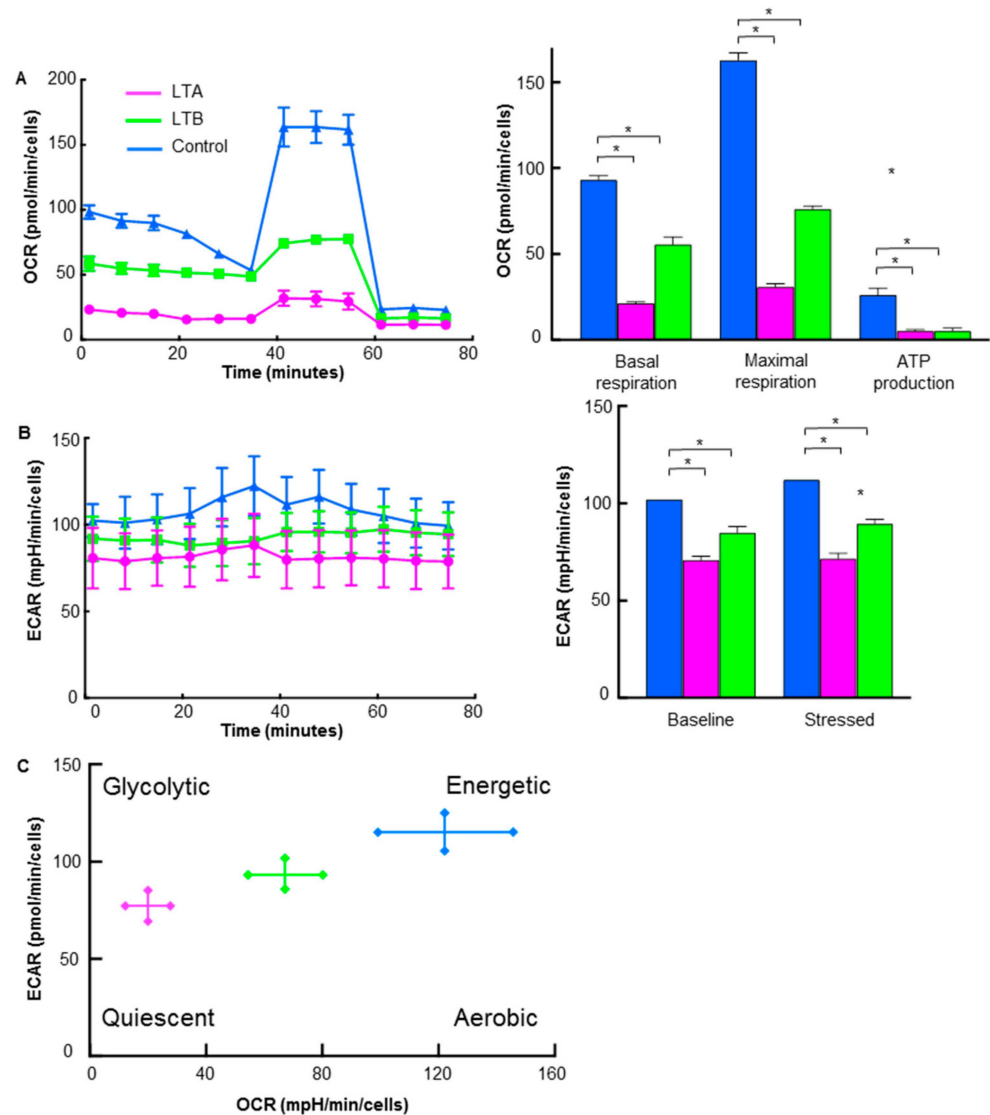 A
OCR (pmol/min/cells)
200
150
100
50
0
LTA
LTB
Control
0
20
40
60
80
Time (minutes)
OCR (pmol/min/cells)
150
100
50
0
*
*
*
*
*
*
*
Basal
respiration
Maximal
respiration
ATP
production
B
ECAR (mpH/min/cells)
150
100
50
0
0
20
40
60
80
Time (minutes)
ECAR (mpH/min/cells)
150
100
50
0
*
*
*
*
*
Baseline
Stressed
C
ECAR (pmol/min/cells)
150
100
50
0
Glycolytic
Energetic
Quiescent
Aerobic
0
40
80
120
160
OCR (mpH/min/cells)